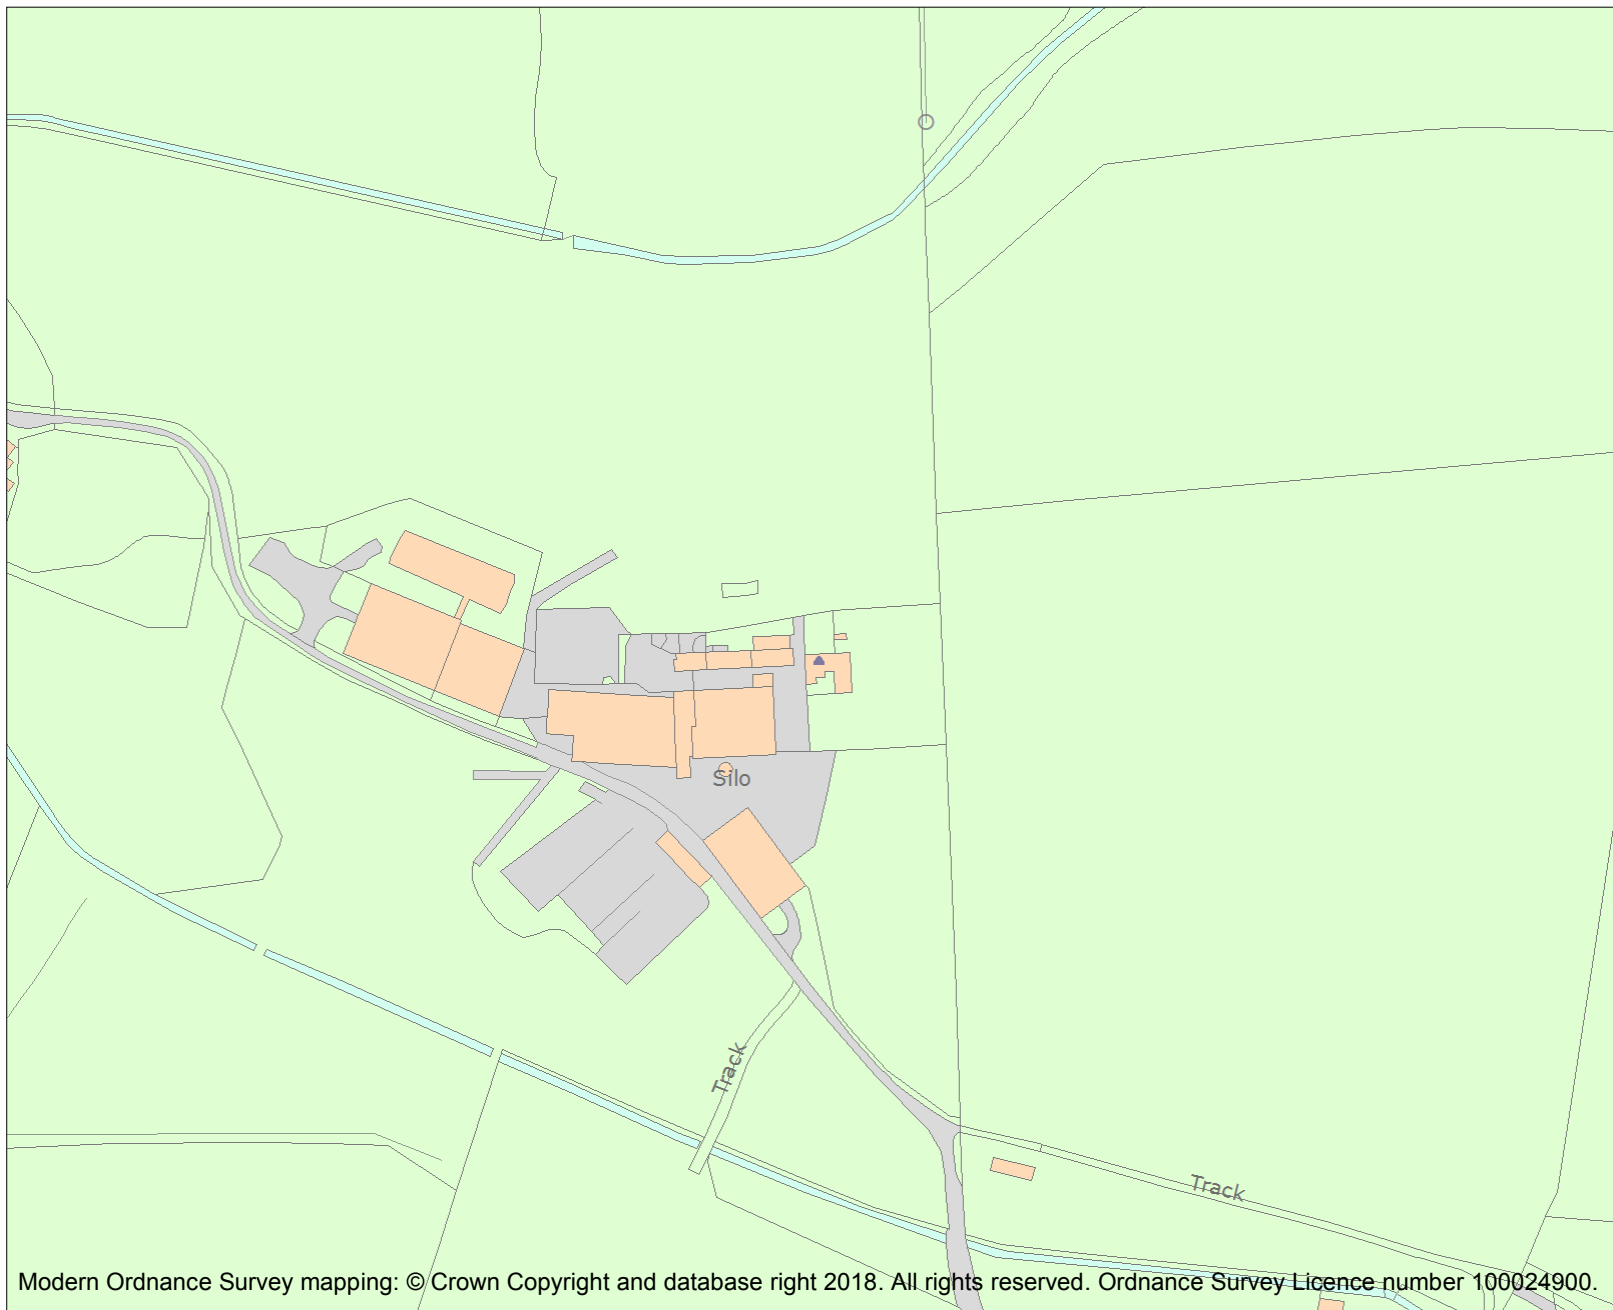 Silo
Track
Track
Modern Ordnance Survey mapping: © Crown Copyright and database right 2018. All rights reserved. Ordnance Survey Licence number 100024900.